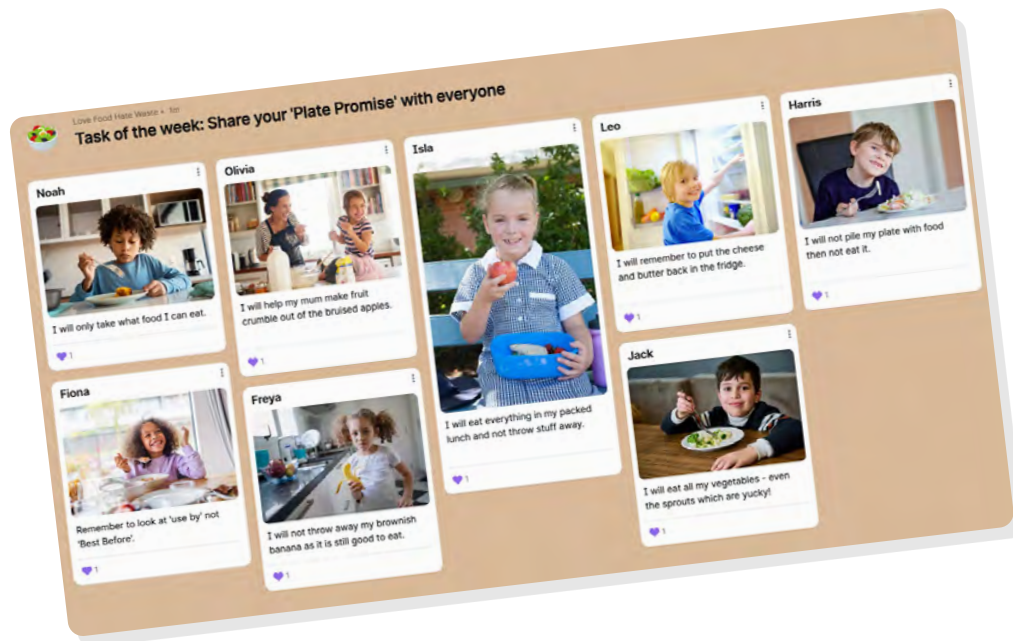 Love Food Hate Waste •
Task of the week: Share your 'Plate Promise' with everyone
Noah
I will only take what food I can eat.
1
Fiona
Remember to look at 'use by' not
'Best Before'.
1
Olivia
I will help my mum make fruit
crumble out of the bruised apples.
1
Freya
I will not throw away my brownish
banana as it is still good to eat.
1
Isla
I will eat everything in my packed
lunch and not throw stuff away.
1
Leo
I will remember to put the cheese
and butter back in the fridge.
1
Jack
I will eat all my vegetables - even
the sprouts which are yucky!
1
Harris
I will not pile my plate with food
then not eat it.
1